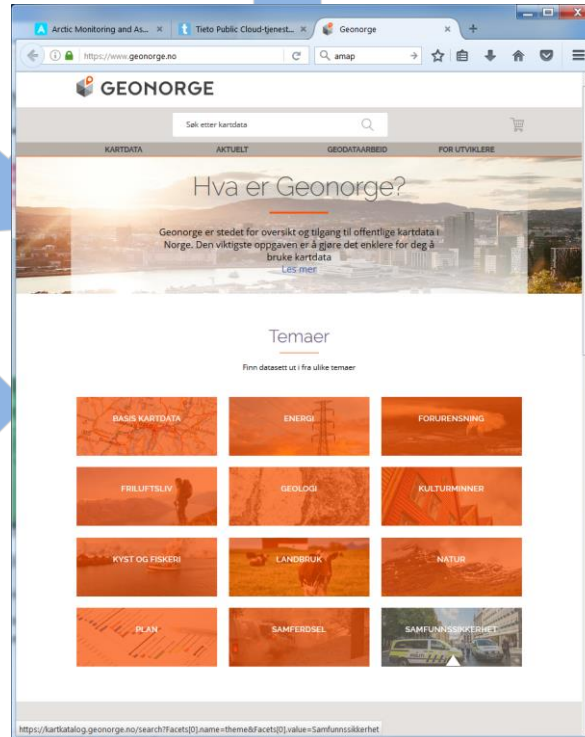 Arctic Monitoring and As...
Tieto Public Cloud-tjenest...
Geonorge
https://www.geonorge.no
amap
GEONORGE
Søk etter kartdata
KARTDATA
AKTUELT
GEODATAARBEID
FOR UTVIKLERE
Hva er Geonorge?
Geonorge er stedet for oversikt og tilgang til offentlige kartdata i
Norge. Den viktigste oppgaven er å gjøre det enklere for deg å
bruke kartdata
Les mer
Temaer
Finn datasett ut i fra ulike temaer
BASIS KARTDATA
ENERGI
FORURENSNING
FRILUFTSLIV
GEOLOGI
KULTURMINNER
KYST OG FISKERI
LANDBRUK
NATUR
PLAN
SAMFERDSEL
SAMFUNNSSIKKERHET
https://kartkatalog.geonorge.no/search?Facets[0].name=theme&Facets[0].value=Samfunnssikkerhet